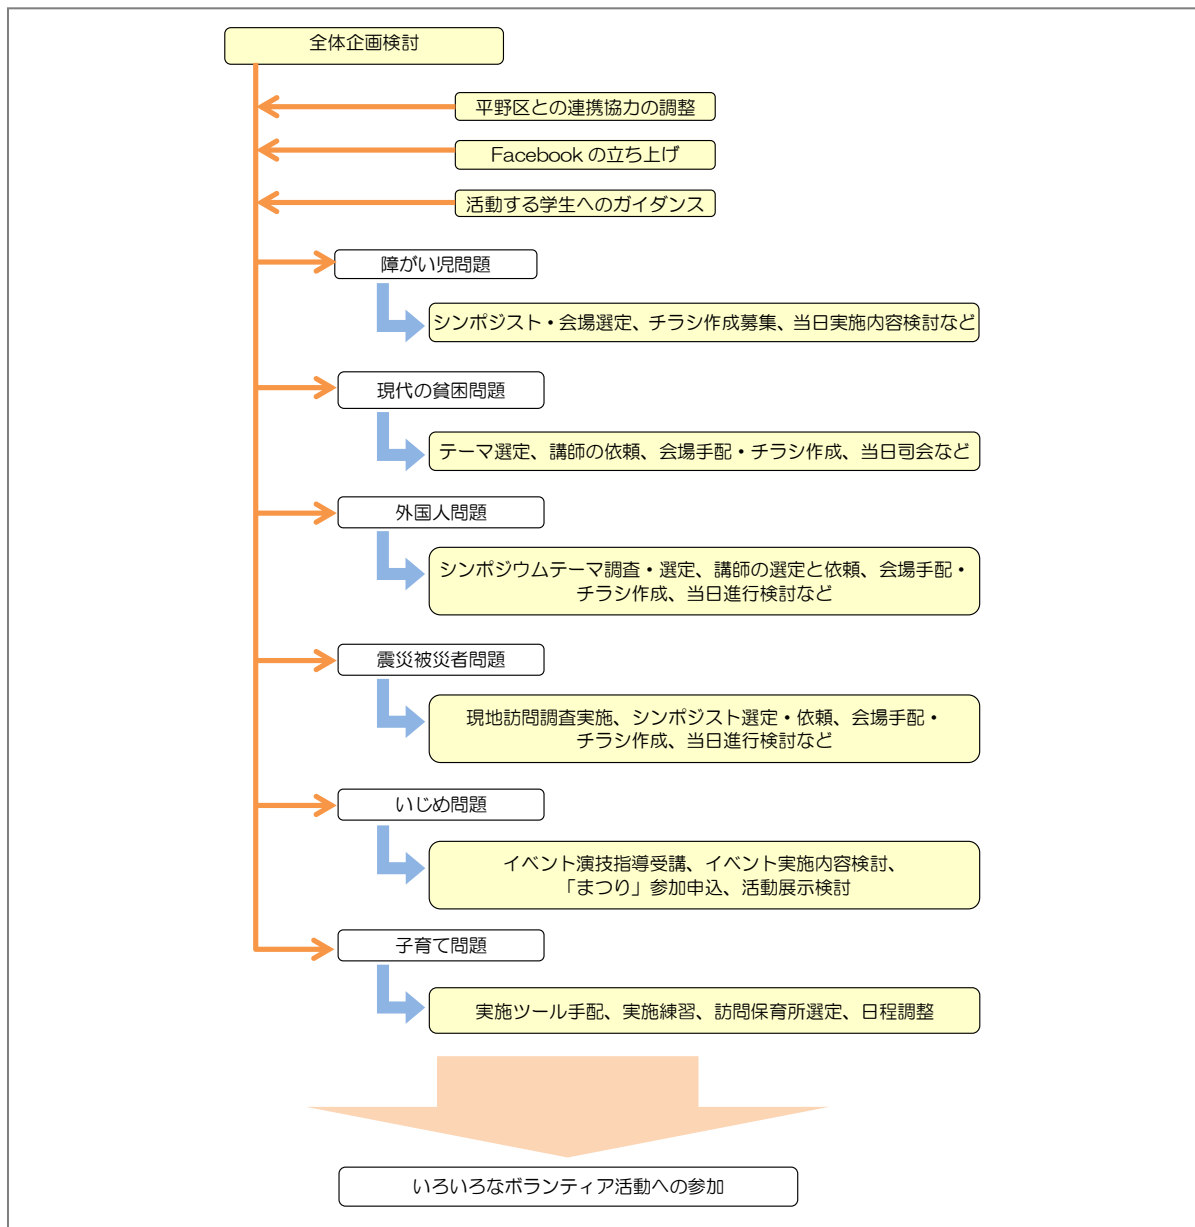 全体企画検討
平野区との連携協力の調整
Facebook の立ち上げ
活動する学生へのガイダンス
障がい児問題
シンポジスト・会場選定、チラシ作成募集、当日実施内容検討など
現代の貧困問題
テーマ選定、講師の依頼、会場手配・チラシ作成、当日司会など
外国人問題
シンポジウムテーマ調査・選定、講師の選定と依頼、会場手配・
チラシ作成、当日進行検討など
震災被災者問題
現地訪問調査実施、シンポジスト選定・依頼、会場手配・
チラシ作成、当日進行検討など
いじめ問題
イベント演技指導受講、イベント実施内容検討、
「まつり」参加申込、活動展示検討
子育て問題
実施ツール手配、実施練習、訪問保育所選定、日程調整
いろいろなボランティア活動への参加